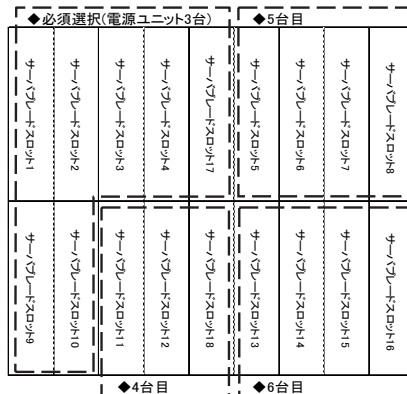 ◆必須選択(電源ユニット3台)
◆5台目
サーバブレードスロット1
サーバブレードスロット2
サーバブレードスロット3
サーバブレードスロット4
サーバブレードスロット17
サーバブレードスロット5
サーバブレードスロット6
サーバブレードスロット7
サーバブレードスロット8
サーバブレードスロット9
サーバブレードスロット10
サーバブレードスロット11
サーバブレードスロット12
サーバブレードスロット18
サーバブレードスロット13
サーバブレードスロット14
サーバブレードスロット15
サーバブレードスロット16
◆4台目
◆6台目